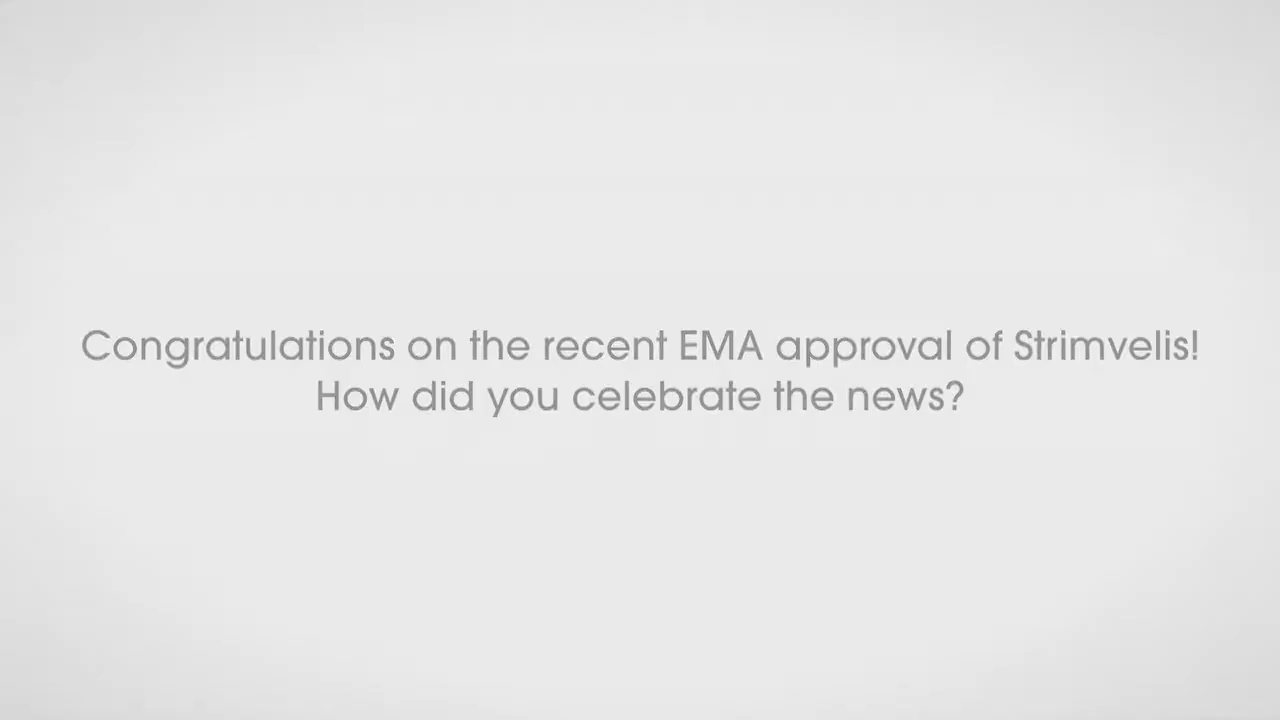 Congratulations on the recent EMA approval of Strimvelis!
How did you celebrate the news?